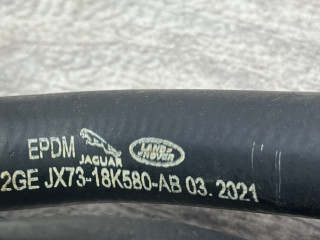 EPDM JAGUAR LAND ROVER
2GE JX73-18K580-AB 03.2021